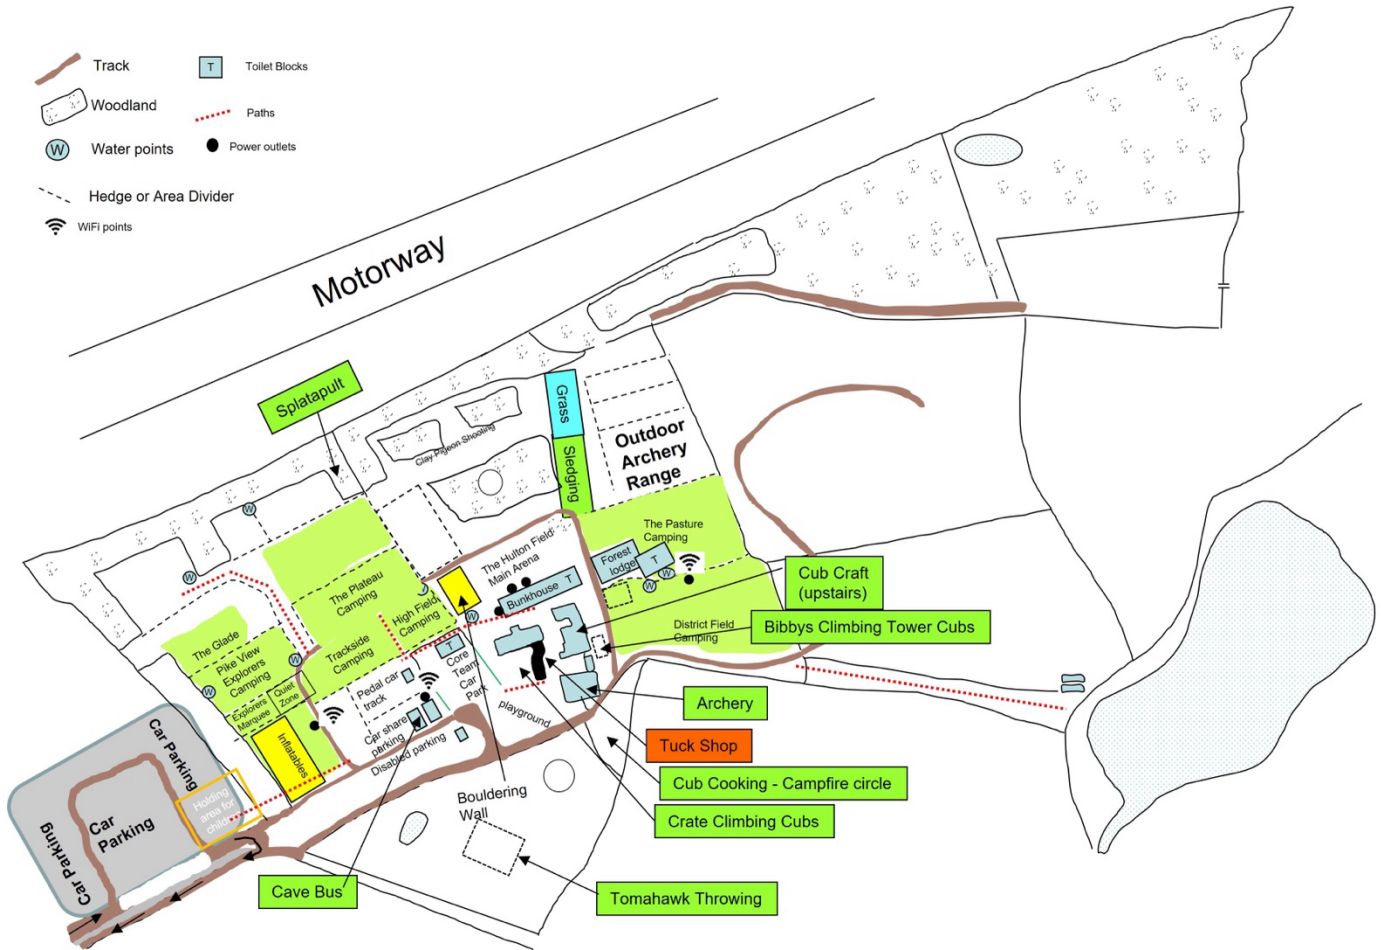 Track
T
Toilet Blocks
Woodland
Paths
W
Water points
Power outlets
Hedge or Area Divider
WiFi points
Motorway
Splatapult
Clay Pigeon Shooting
Grass
Sledging
Outdoor
Archery
Range
The Pasture
Camping
Forest
lodge
T
W
W
The Hulton Field
Main Arena
Bunkhouse
T
W
W
W
The Plateau
Camping
High Field
Camping
W
Trackside
Camping
The Glade
Pike View
Explorers
Camping
W
W
Explorers
Marquee
Quiet
Zone
Inflatables
Pedal car
track
T
Core
Team
Car
Park
Car share
parking
Disabled parking
playground
District Field
Camping
Cub Craft
(upstairs)
Bibbys Climbing Tower Cubs
Archery
Tuck Shop
Cub Cooking - Campfire circle
Crate Climbing Cubs
Tomahawk Throwing
Bouldering
Wall
Cave Bus
Car Parking
Car
Parking
Car Parking
Holding
area for